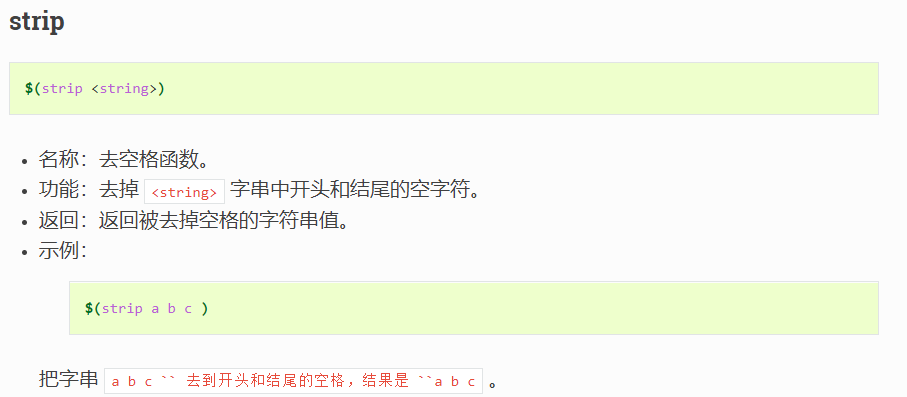 strip
$(strip <string>)
名称：去空格函数。
功能：去掉 <string> 字串中开头和结尾的空字符。
返回：返回被去掉空格的字符串值。
示例：
$(strip a b c )
把字串 a b c `` 去到开头和结尾的空格，结果是 ``a b c 。